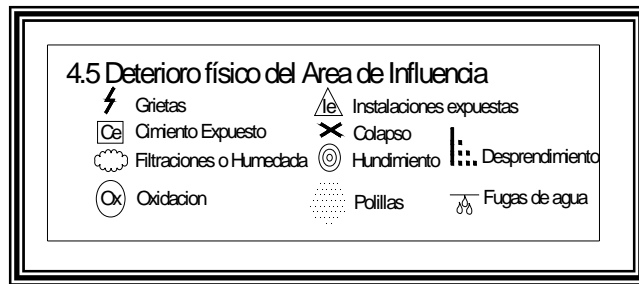 4.5 Deterioro físico del Area de Influencia
Grietas
Ie Instalaciones expuestas
Ce Cimiento Expuesto
Colapso
Filtraciones o Humedada
Hundimiento
Desprendimiento
Ox Oxidacion
Polillas
Fugas de agua